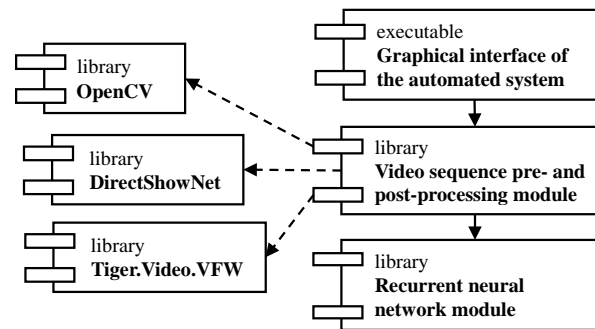 executable
Graphical interface of
the automated system
library
OpenCV
library
Video sequence pre- and
post-processing module
library
DirectShowNet
library
Tiger.Video.VFW
library
Recurrent neural
network module